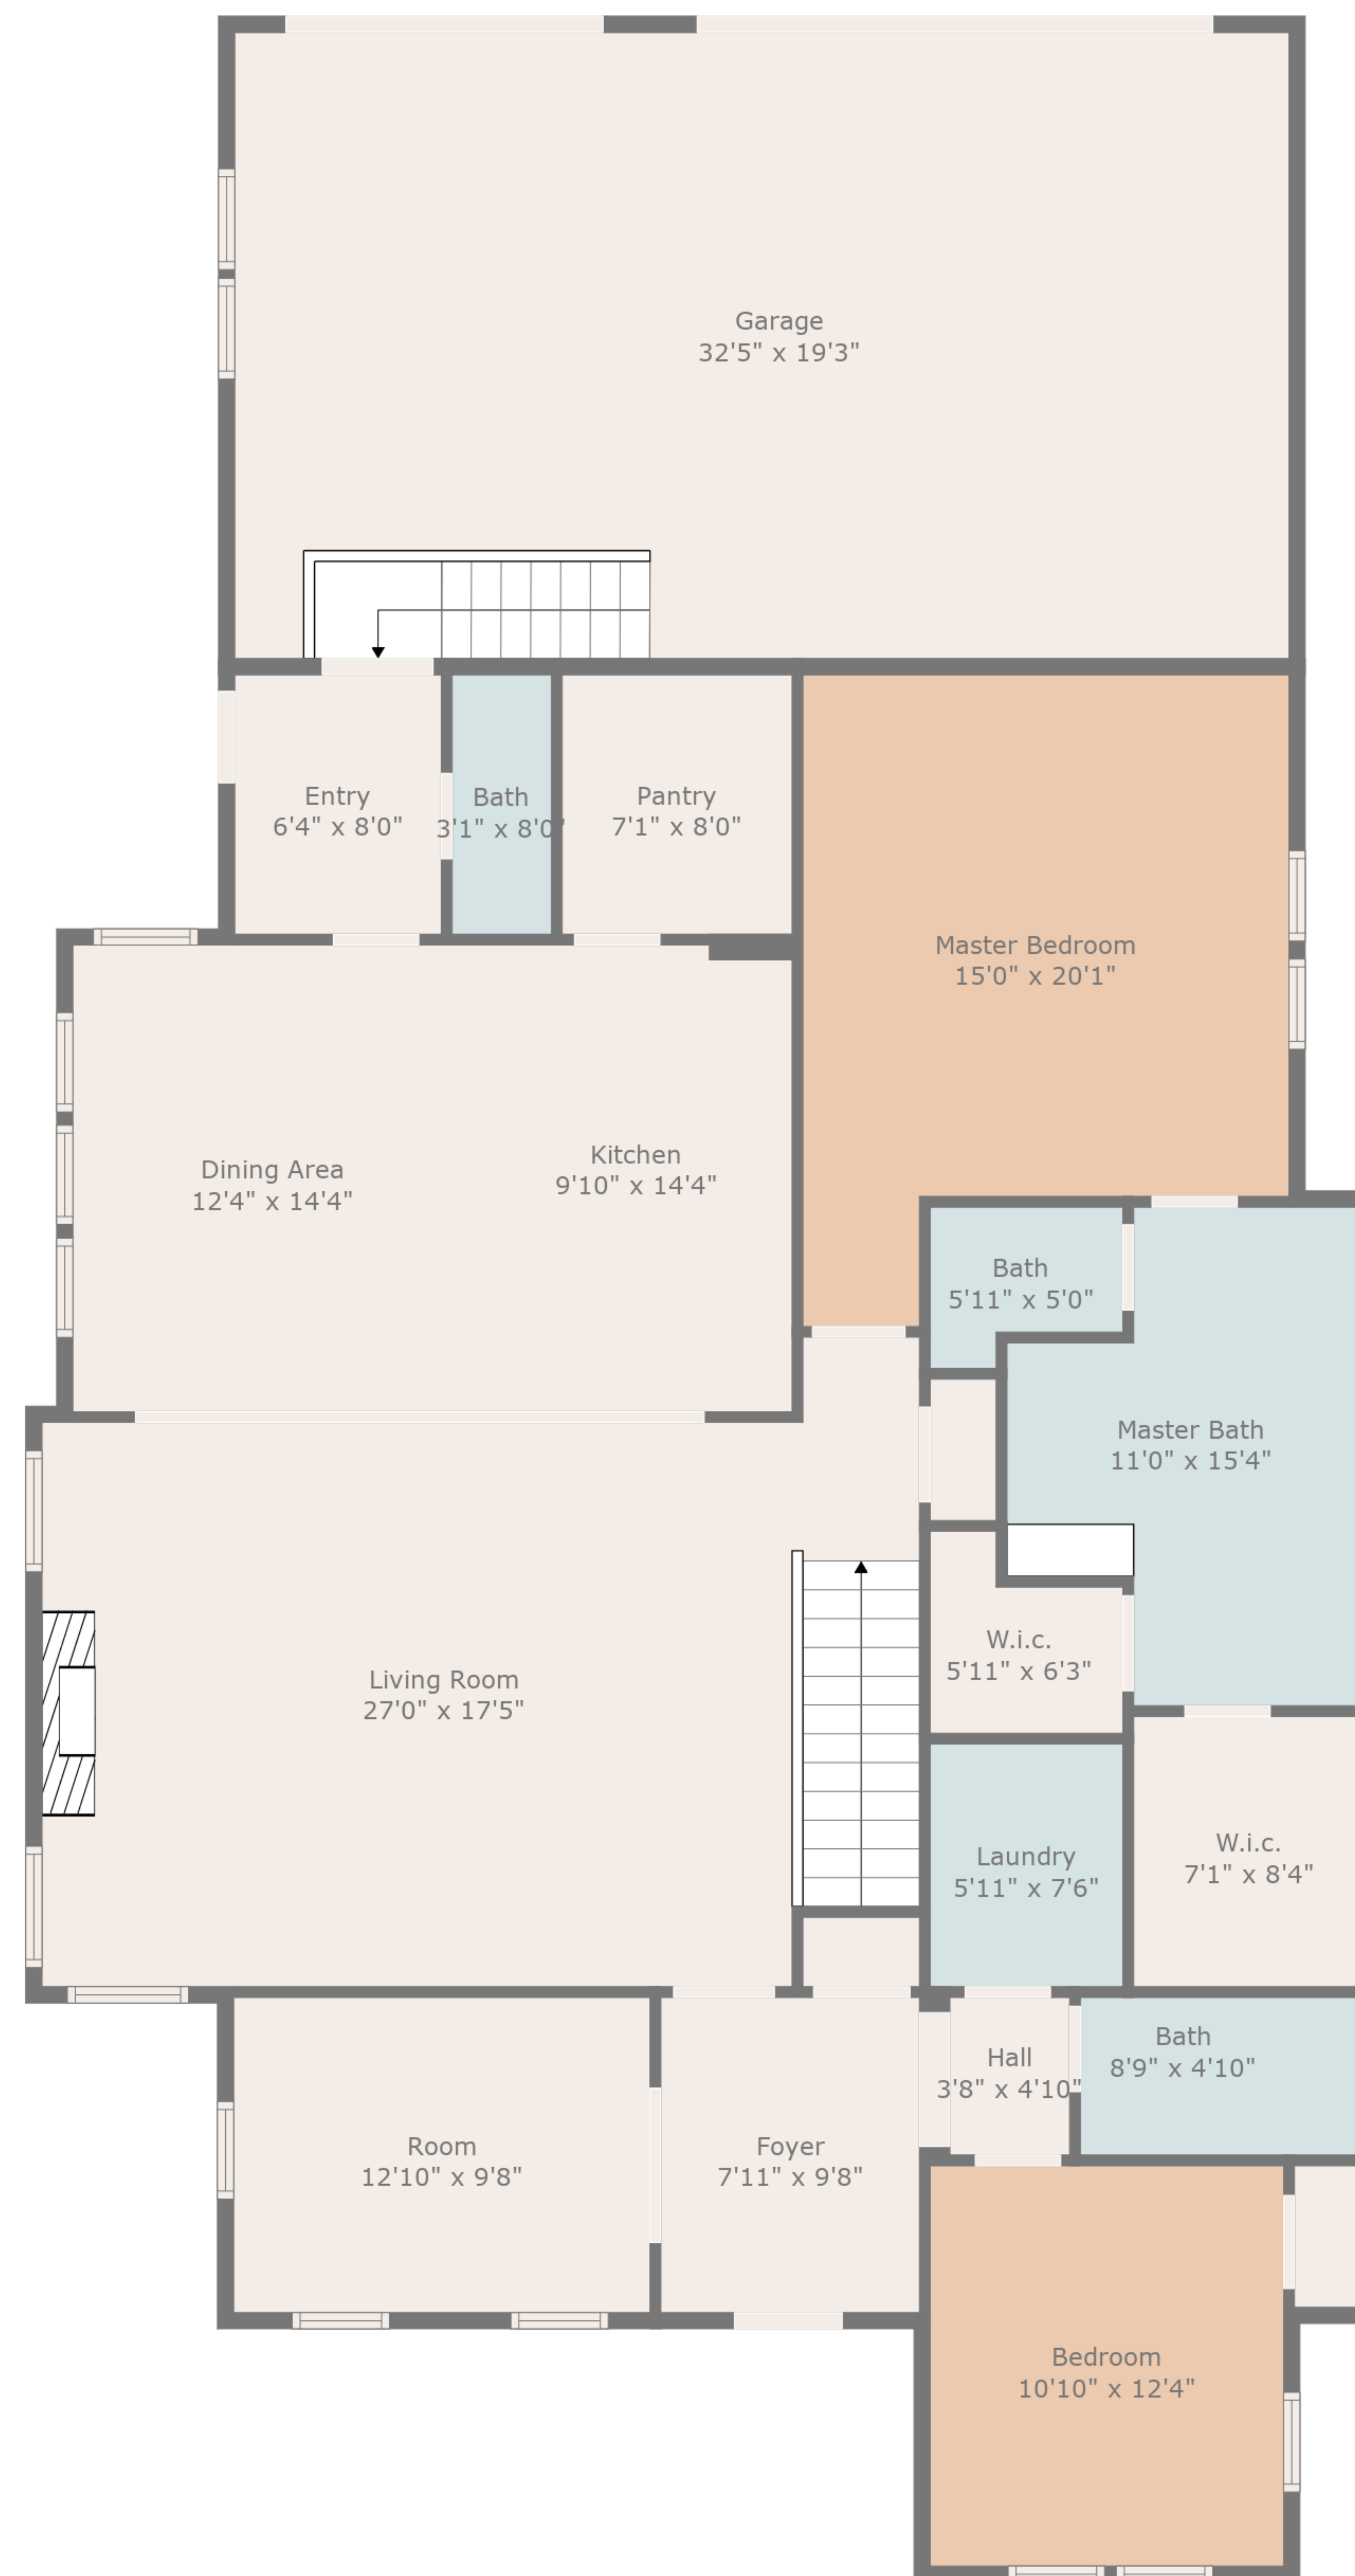 Garage
32'5" x 19'3"
Entry
6'4" x 8'0"
Bath
3'1" x 8'0"
Pantry
7'1" x 8'0"
Master Bedroom
15'0" x 20'1"
Dining Area
12'4" x 14'4"
Kitchen
9'10" x 14'4"
Bath
5'11" x 5'0"
Master Bath
11'0" x 15'4"
W.i.c.
5'11" x 6'3"
Living Room
27'0" x 17'5"
Laundry
5'11" x 7'6"
W.i.c.
7'1" x 8'4"
Hall
3'8" x 4'10"
Bath
8'9" x 4'10"
Room
12'10" x 9'8"
Foyer
7'11" x 9'8"
Bedroom
10'10" x 12'4"